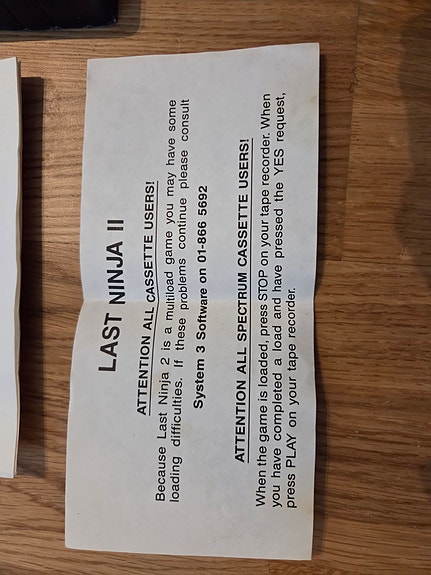 LAST NINJA II
ATTENTION ALL CASSETTE USERS!
Because Last Ninja 2 is a multiload game you may have some
loading difficulties. If these problems continue please consult
System 3 Software on 01-866 5692
ATTENTION ALL SPECTRUM CASSETTE USERS!
When the game is loaded, press STOP on your tape recorder. When
you have completed a load and have pressed the YES request,
press PLAY on your tape recorder.